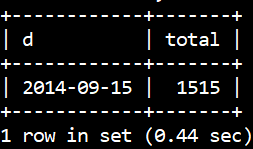 +------------+-------+
| d          | total |
+------------+-------+
| 2014-09-15 |  1515 |
+------------+-------+
1 row in set (0.44 sec)